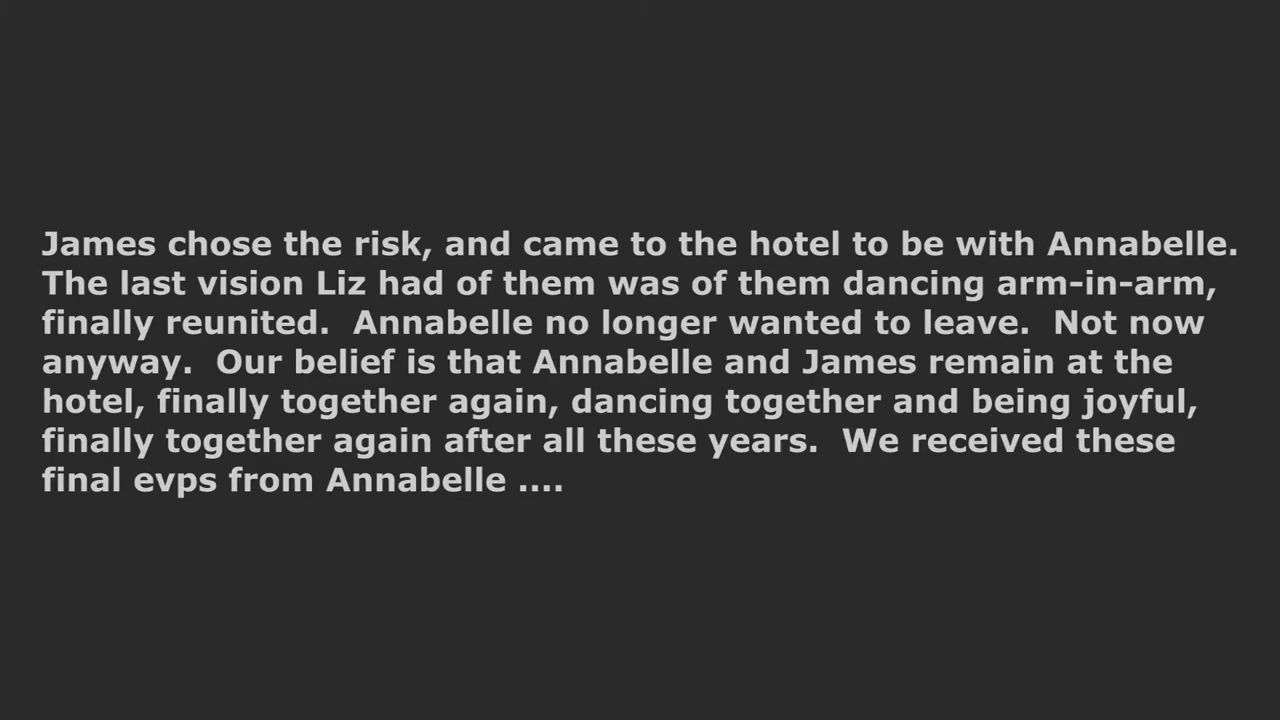 James chose the risk, and came to the hotel to be with Annabelle.
The last vision Liz had of them was of them dancing arm-in-arm,
finally reunited.  Annabelle no longer wanted to leave.  Not now
anyway.  Our belief is that Annabelle and James remain at the
hotel, finally together again, dancing together and being joyful,
finally together again after all these years.  We received these
final evps from Annabelle ....